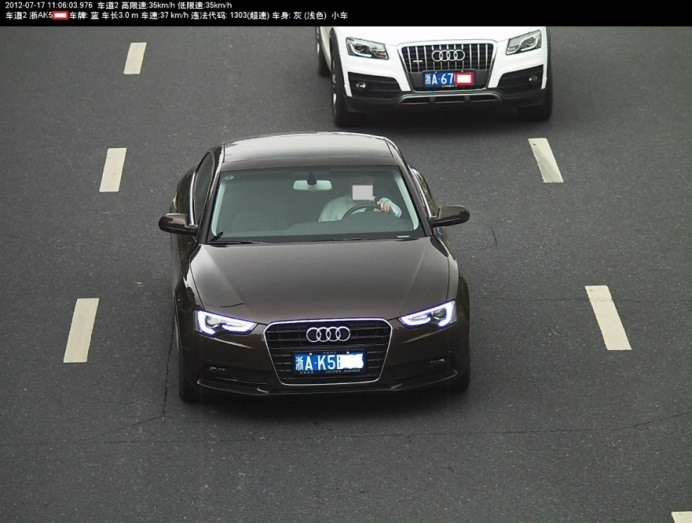 2012-07-17 11:06:03.976 车道2 高限速:35km/h 低限速:35km/h
车道2 浙AK5 车牌: 蓝 车长3.0 m 车速:37 km/h 违法代码: 1303(超速) 车身: 灰 (浅色) 小车
浙A·67
浙A·K5